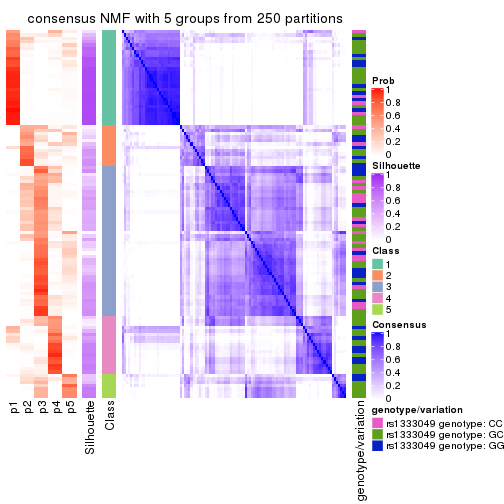 consensus NMF with 5 groups from 250 partitions
Prob
1
0.8
0.6
0.4
0.2
0
Silhouette
1
0.8
0.6
0.4
0.2
0
Class
1
2
3
4
5
Consensus
1
0.8
0.6
0.4
0.2
0
genotype/variation
rs1333049 genotype: CC
rs1333049 genotype: GC
rs1333049 genotype: GG
p1
p2
p3
p4
p5
Silhouette
Class
genotype/variation